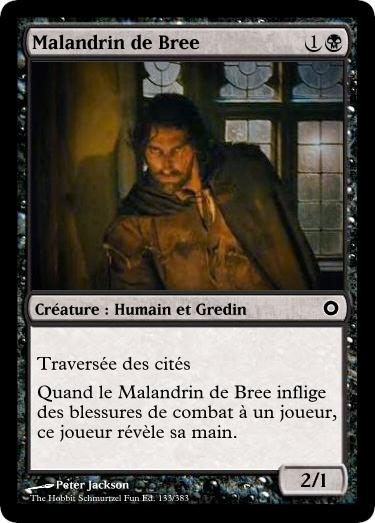 Malandrin de Bree 1
Créature : Humain et Gredin
Traversée des cités
Quand le Malandrin de Bree inflige
des blessures de combat à un joueur,
ce joueur révèle sa main.
2/1
Peter Jackson
The Hobbit Schmurtzel Fun Ed. 133/383